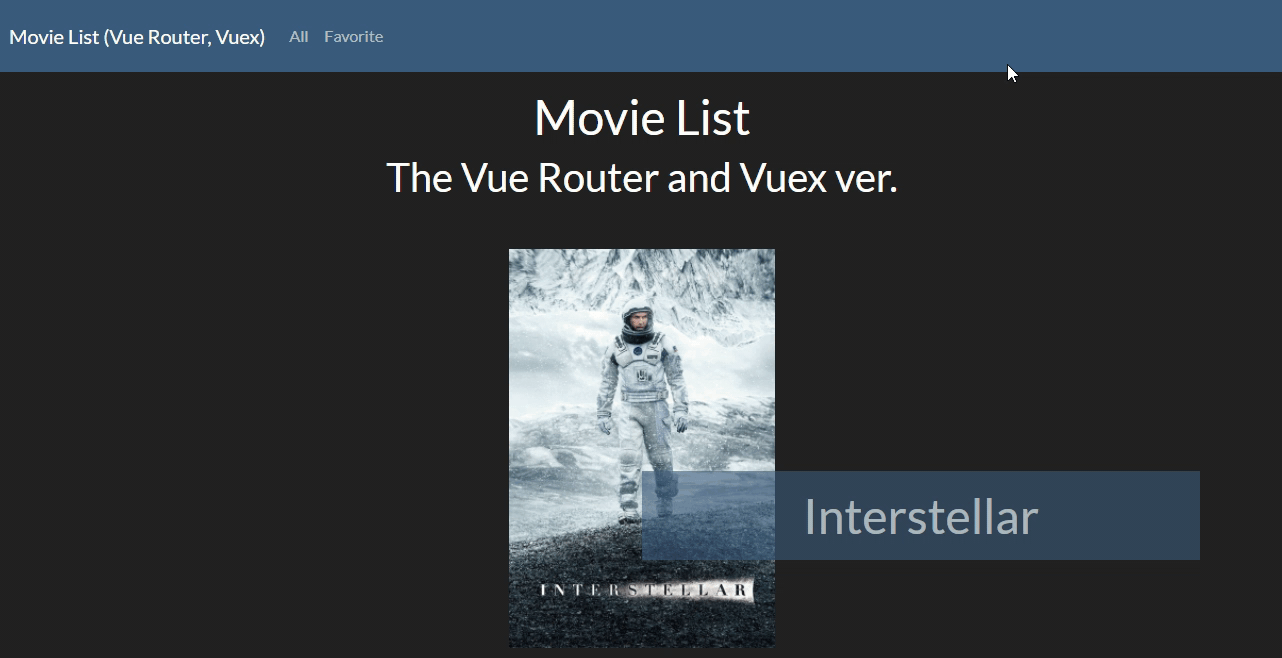 Movie List (Vue Router, Vuex) All Favorite
Movie List
The Vue Router and Vuex ver.
Interstellar
INTERSTELLAR